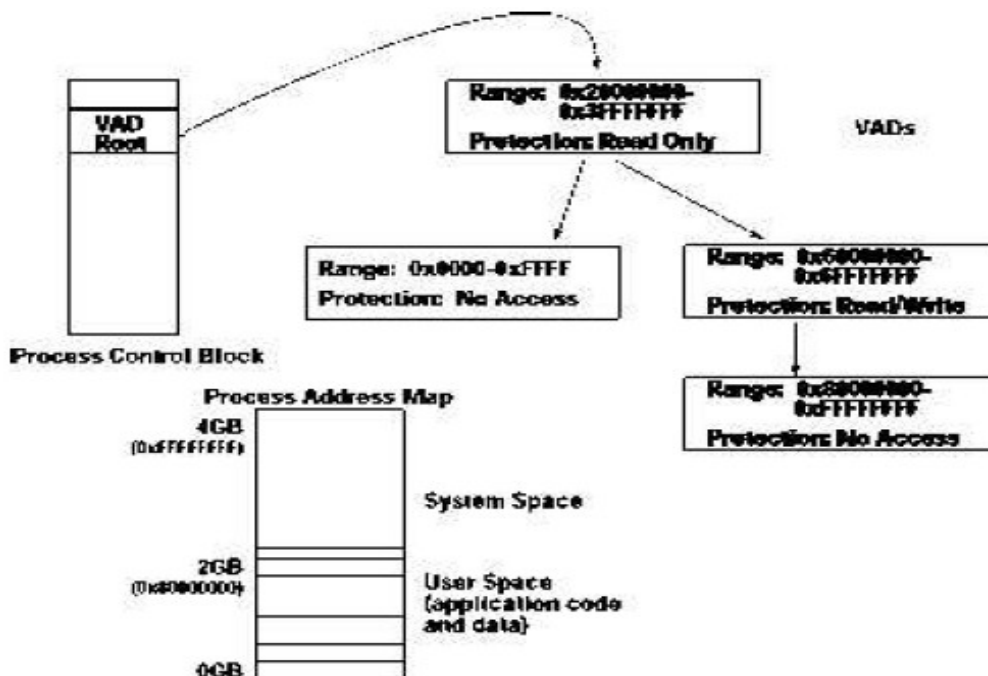 VAD
Root
Process Control Block
Range: 0x20000000-
0x3FFFFFFF
Protection: Read Only
VADs
Range: 0x0000-0xFFFF
Protection: No Access
Range: 0x60000000-
0x6FFFFFFF
Protection: Read/Write
Range: 0x80000000-
0xFFFFFFFF
Protection: No Access
Process Address Map
4GB
(0xFFFFFFFF)
System Space
2GB
(0x80000000)
User Space
(application code
and data)
0GB